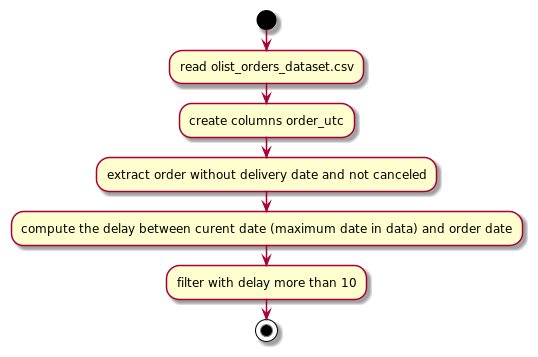 read olist_orders_dataset.csv
create columns order_utc
extract order without delivery date and not canceled
compute the delay between curent date (maximum date in data) and order date
filter with delay more than 10